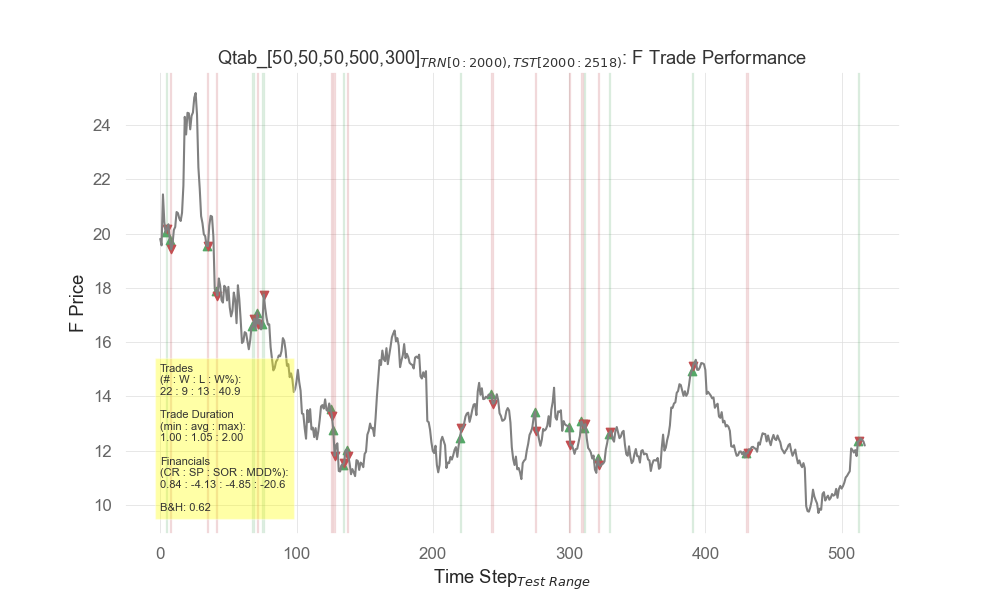 Qtab_[50,50,50,500,300]TRN[0:2000),TST[2000:2518): F Trade Performance
24
22
20
18
16
14
12
10
F Price
Trades
(# : W : L : W%):
22 : 9 : 13 : 40.9
Trade Duration
(min : avg : max):
1.00 : 1.05 : 2.00
Financials
(CR : SP : SOR : MDD%):
0.84 : -4.13 : -4.85 : -20.6
B&H: 0.62
0 100 200 300 400 500
Time StepTest Range